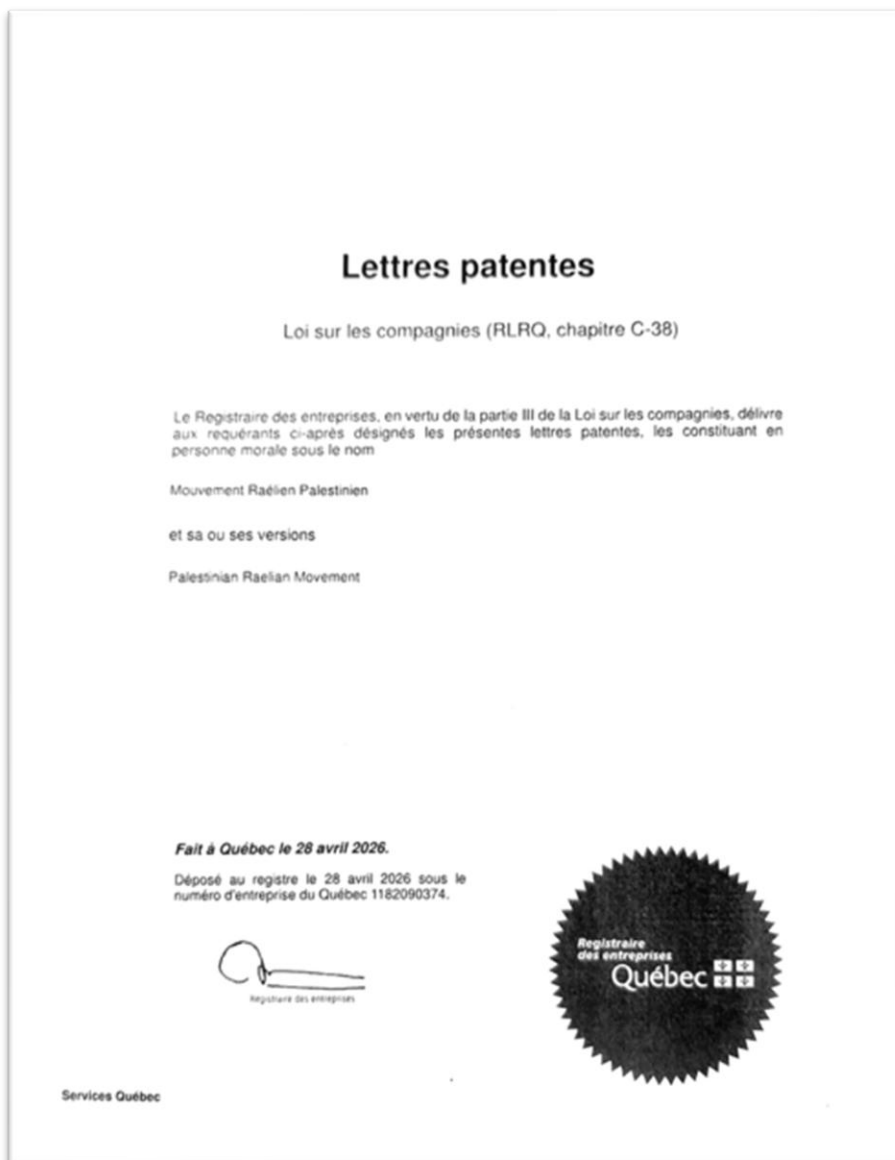 Lettres patentes
Loi sur les compagnies (RLRQ, chapitre C-38)
Le Registraire des entreprises, en vertu de la partie III de la Loi sur les compagnies, délivre
aux requérants ci-après désignés les présentes lettres patentes, les constituant en
personne morale sous le nom
Mouvement Raëlien Palestinien
et sa ou ses versions
Palestinian Raelian Movement
Fait à Québec le 28 avril 2026.
Déposé au registre le 28 avril 2026 sous le
numéro d'entreprise du Québec 1182090374.
Registraire des entreprises
Registraire
des entreprises
Québec
Services Québec